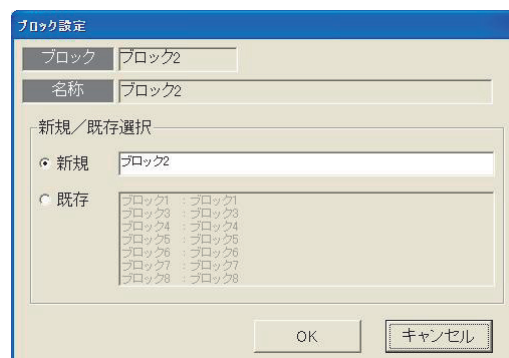 ブロック設定
ブロック ブロック2
名称 ブロック2
新規／既存選択
新規 ブロック2
既存
ブロック1 : ブロック1
ブロック3 : ブロック3
ブロック4 : ブロック4
ブロック5 : ブロック5
ブロック6 : ブロック6
ブロック7 : ブロック7
ブロック8 : ブロック8
OK キャンセル